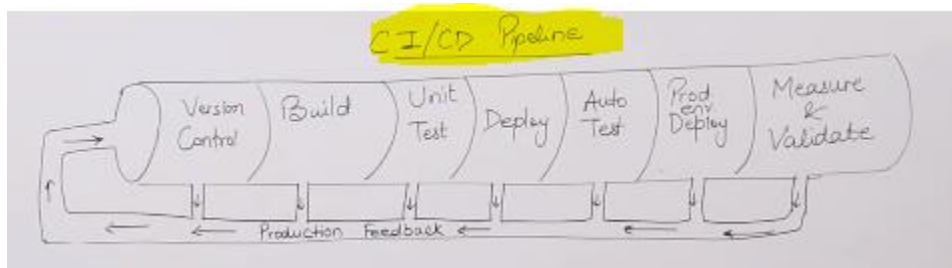 CI/CD Pipeline
Version
Control
Build
Unit
Test
Deploy
Auto
Test
Prod
env
Deploy
Measure
&
Validate
Production Feedback